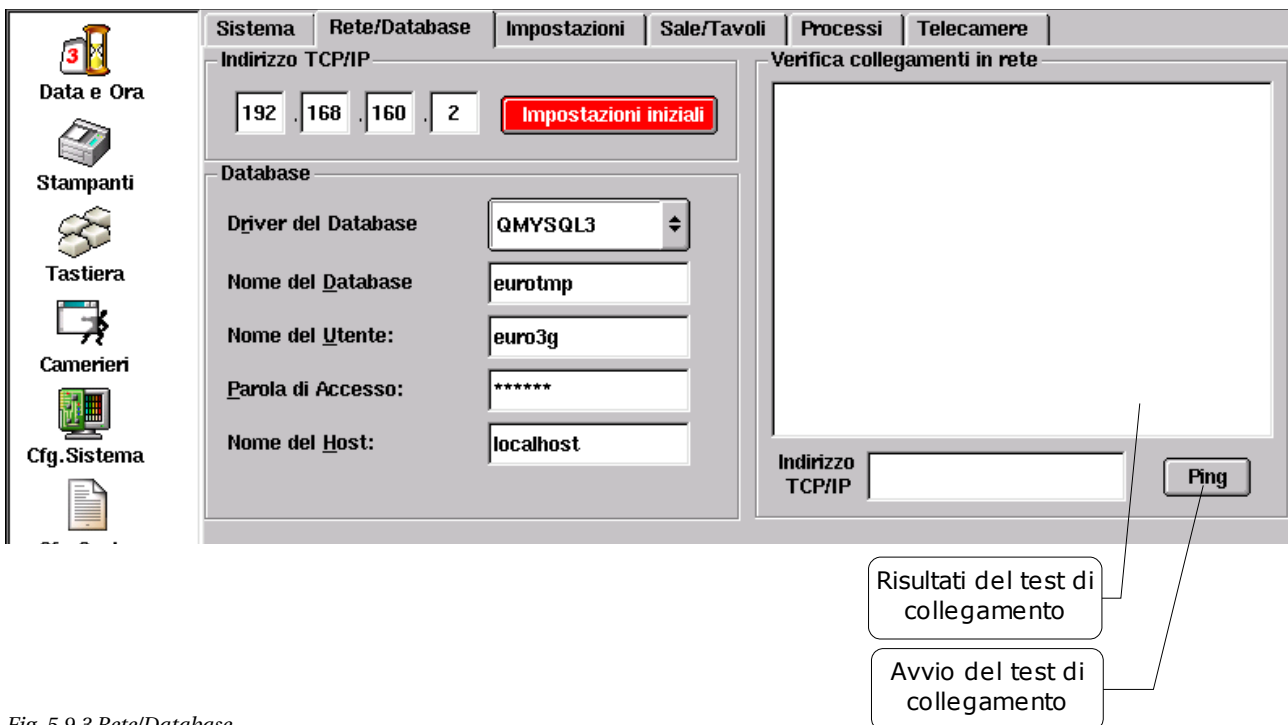 Sistema Rete/Database Impostazioni Sale/Tavoli Processi Telecamere
Data e Ora
Stampanti
Tastiera
Camerieri
Cfg.Sistema
Indirizzo TCP/IP
192 . 168 . 160 . 2
Impostazioni iniziali
Database
Driver del Database
QMYSQL3
Nome del Database
eurotmp
Nome del Utente:
euro3g
Parola di Accesso:
******
Nome del Host:
localhost
Verifica collegamenti in rete
Indirizzo
TCP/IP
Ping
Risultati del test di
collegamento
Avvio del test di
collegamento
Fig. 5.9.3 Rete/Database